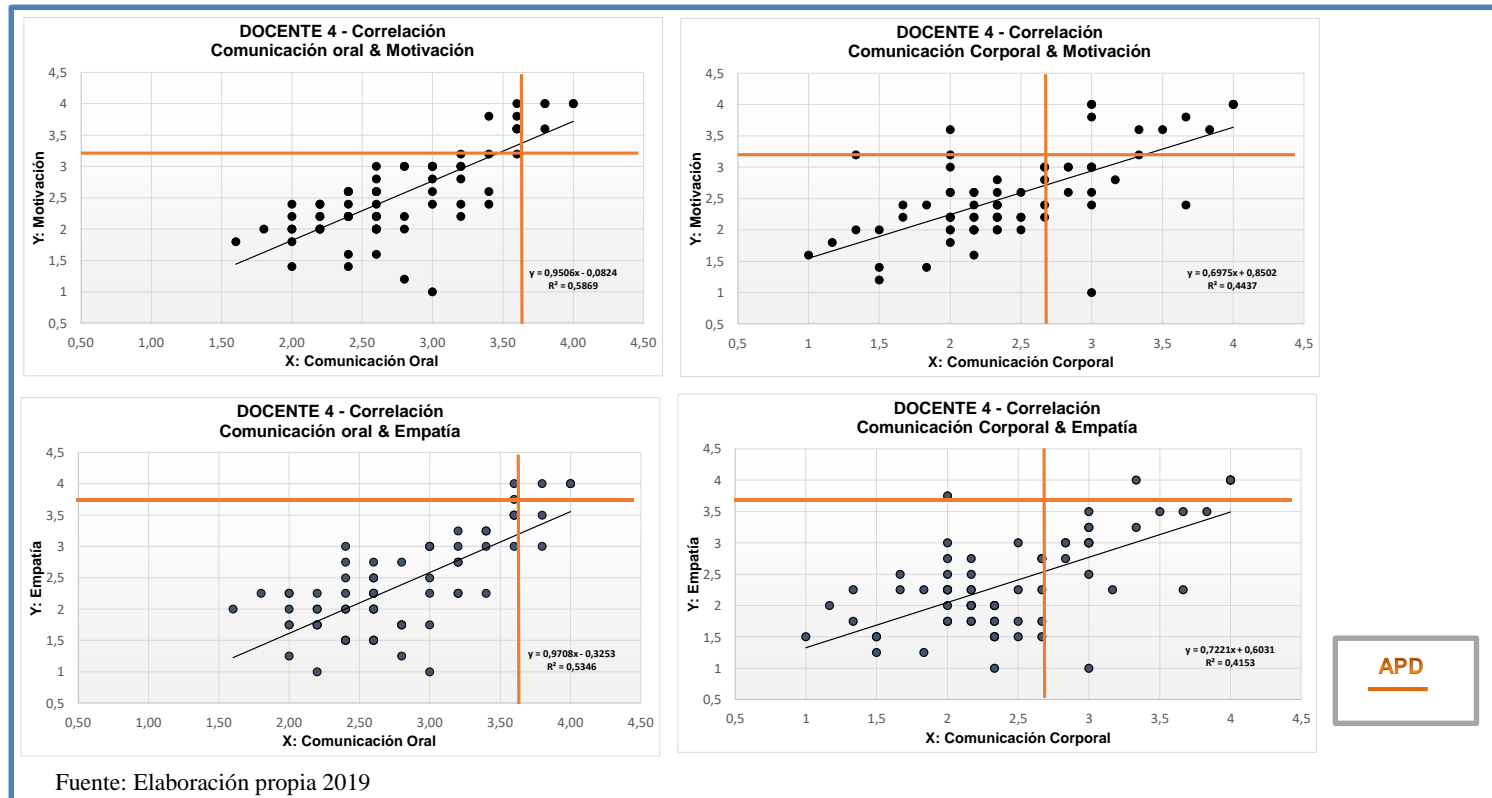 DOCENTE 4 - Correlación
Comunicación oral & Motivación
4,5
4
3,5
3
2,5
2
1,5
1
0,5
Y: Motivación
y = 0,9506x - 0,0824
R² = 0,5869
0,50 1,00 1,50 2,00 2,50 3,00 3,50 4,00 4,50
X: Comunicación Oral
DOCENTE 4 - Correlación
Comunicación Corporal & Motivación
4,5
4
3,5
3
2,5
2
1,5
1
0,5
Y: Motivación
y = 0,6975x + 0,8502
R² = 0,4437
0,5 1 1,5 2 2,5 3 3,5 4 4,5
X: Comunicación Corporal
DOCENTE 4 - Correlación
Comunicación oral & Empatía
4,5
4
3,5
3
2,5
2
1,5
1
0,5
Y: Empatía
y = 0,9708x - 0,3253
R² = 0,5346
0,50 1,00 1,50 2,00 2,50 3,00 3,50 4,00 4,50
X: Comunicación Oral
DOCENTE 4 - Correlación
Comunicación Corporal & Empatía
4,5
4
3,5
3
2,5
2
1,5
1
0,5
Y: Empatía
y = 0,7221x + 0,6031
R² = 0,4153
0,5 1 1,5 2 2,5 3 3,5 4 4,5
X: Comunicación Corporal
APD
Fuente: Elaboración propia 2019